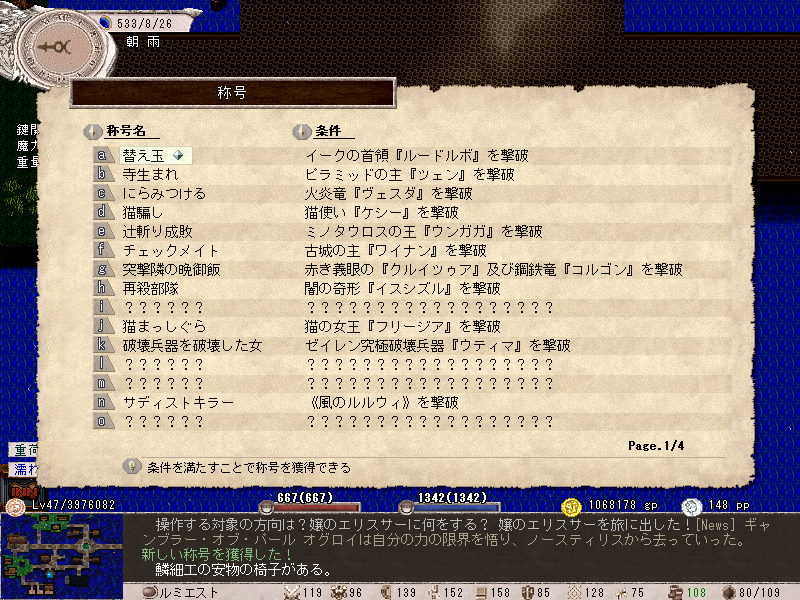 533/8/26
朝 雨
称号
鍵開
魔力
重量
称号名 条件
a 替え玉 イークの首領『ルードルボ』を撃破
b 寺生まれ ピラミッドの主『ツェン』を撃破
c にらみつける 火炎竜『ヴェスダ』を撃破
d 猫騙し 猫使い『ケシー』を撃破
e 辻斬り成敗 ミノタウロスの王『ウンガガ』を撃破
f チェックメイト 古城の主『ワイナン』を撃破
g 突撃隣の晩御飯 赤き義眼の『クルイツゥア』及び鋼鉄竜『コルゴン』を撃破
h 再殺部隊 闇の奇形『イスシズル』を撃破
i ？？？？？？ ？？？？？？？？？？？？？？？？？？
j 猫まっしぐら 猫の女王『フリージア』を撃破
k 破壊兵器を破壊した女 ゼイレン究極破壊兵器『ウティマ』を撃破
l ？？？？？？ ？？？？？？？？？？？？？？？？？？
m ？？？？？？ ？？？？？？？？？？？？？？？？？？
n サディストキラー 《風のルルウィ》を撃破
o ？？？？？？ ？？？？？？？？？？？？？？？？？？
Page.1/4
条件を満たすことで称号を獲得できる
重荷
濡れ
Lv47/3976082 667(667) 1342(1342) 1068178 gp 148 pp
操作する対象の方向は？嬢のエリスサーに何をする？ 嬢のエリスサーを旅に出した！[News] ギャ
ンブラー・オブ・パール オグロイは自分の力の限界を悟り、ノースティリスから去っていった。
新しい称号を獲得した！
鱗細工の安物の椅子がある。
ルミエスト 119 96 139 152 158 85 128 75 108 80/109